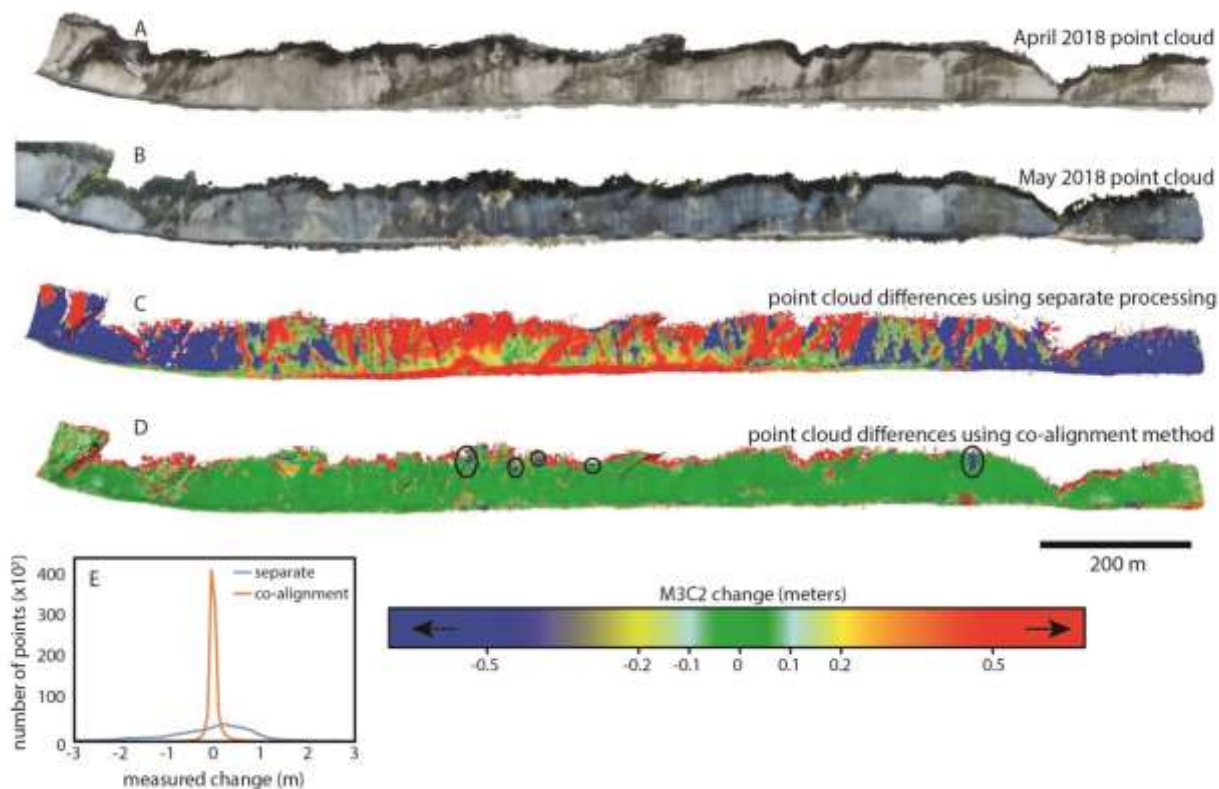 A
April 2018 point cloud
B
May 2018 point cloud
C
point cloud differences using separate processing
D
point cloud differences using co-alignment method
200 m
E
separate
co-alignment
number of points (x10³)
400
300
200
100
0
-3 -2 -1 0 1 2 3
measured change (m)
M3C2 change (meters)
-0.5 -0.2 -0.1 0 0.1 0.2 0.5